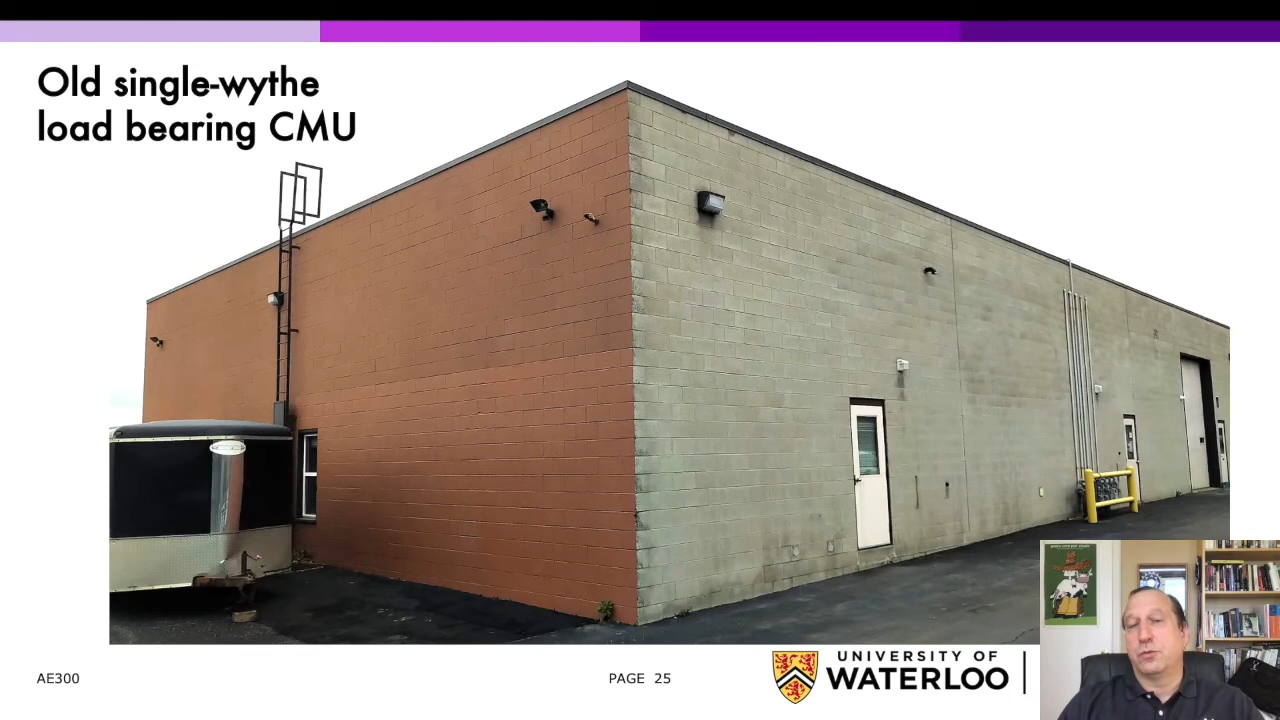 Old single-wythe
load bearing CMU
AE300
PAGE 25
UNIVERSITY OF
WATERLOO